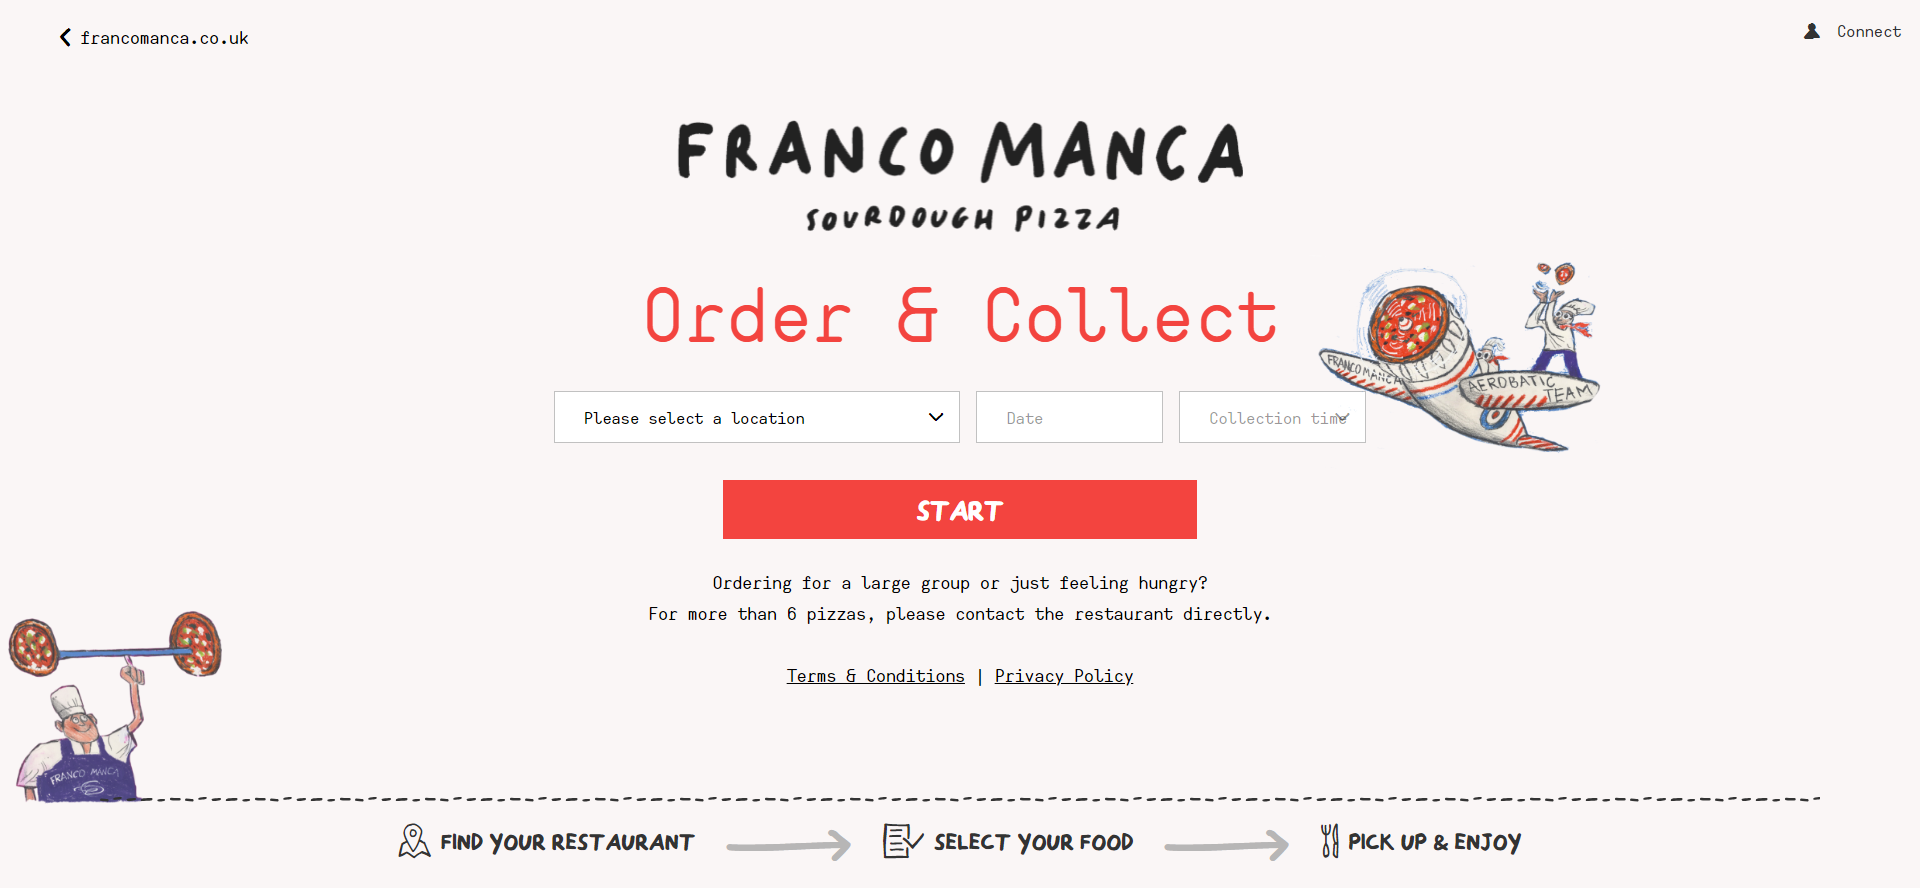 francomanca.co.uk
Connect
FRANCO MANCA
SOURDOUGH PIZZA
Order & Collect
FRANCO MANCA
AEROBATIC
TEAM
Please select a location
Date
Collection time
START
Ordering for a large group or just feeling hungry?
For more than 6 pizzas, please contact the restaurant directly.
Terms & Conditions | Privacy Policy
FRANCO MANCA
FIND YOUR RESTAURANT
SELECT YOUR FOOD
PICK UP & ENJOY